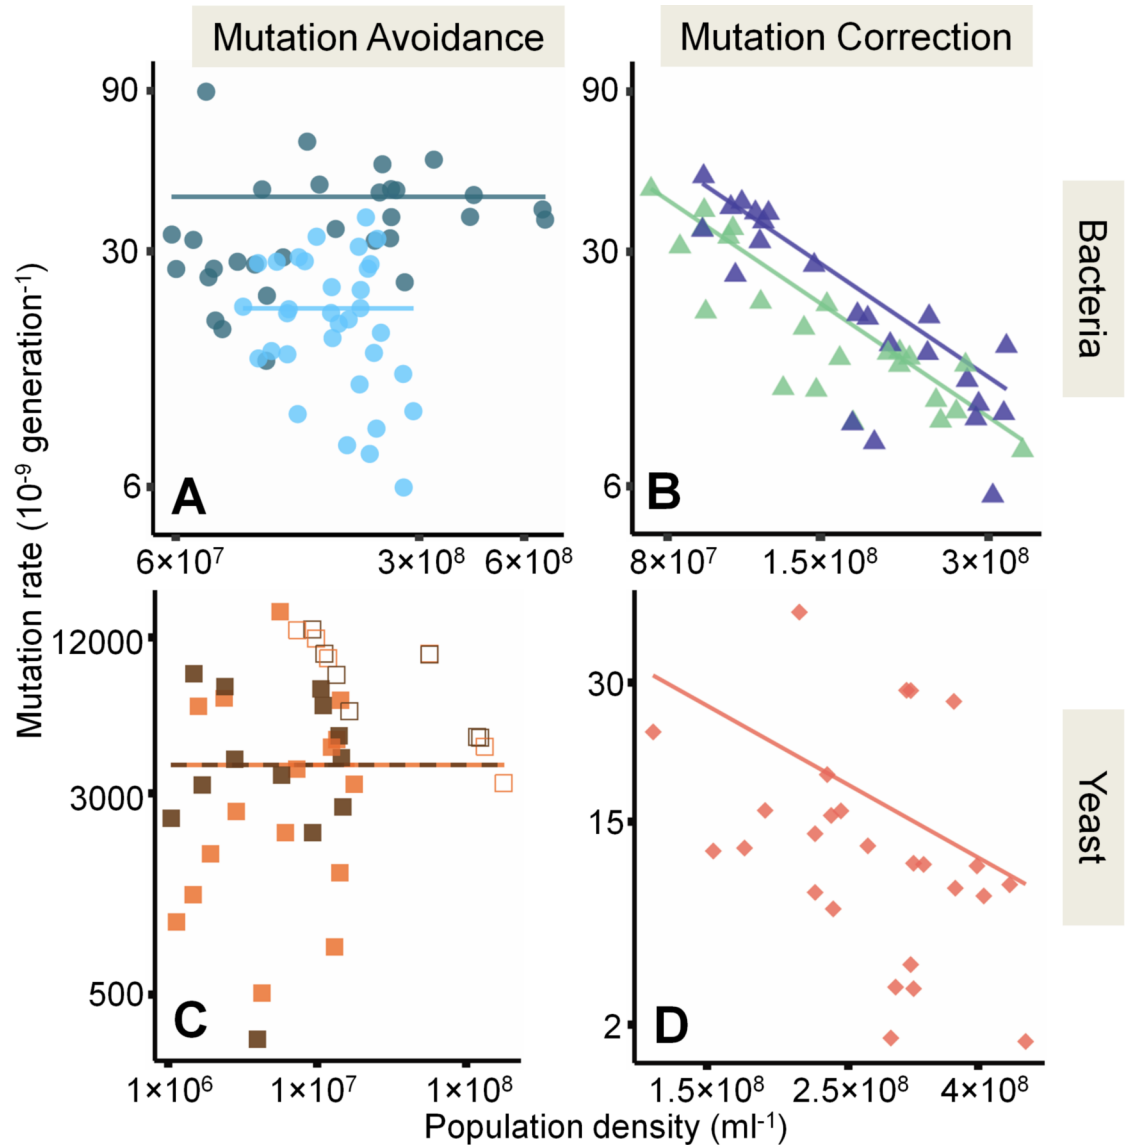 Mutation Avoidance
Mutation Correction
90
30
6
A
6×10⁷
3×10⁸
6×10⁸
90
30
6
B
8×10⁷
1.5×10⁸
3×10⁸
Bacteria
Mutation rate (10⁻⁹ generation⁻¹)
12000
3000
500
C
1×10⁶
1×10⁷
1×10⁸
30
15
2
D
1.5×10⁸
2.5×10⁸
4×10⁸
Yeast
Population density (ml⁻¹)